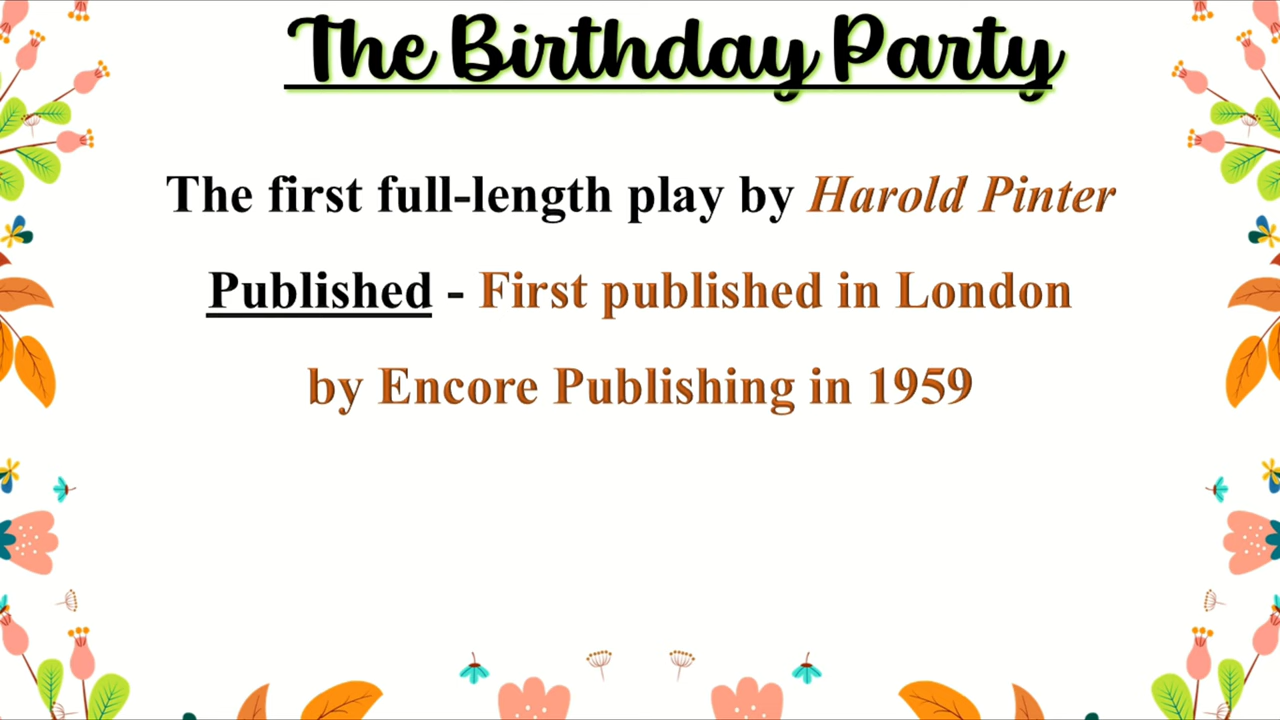 The Birthday Party
The first full-length play by Harold Pinter
Published - First published in London
by Encore Publishing in 1959